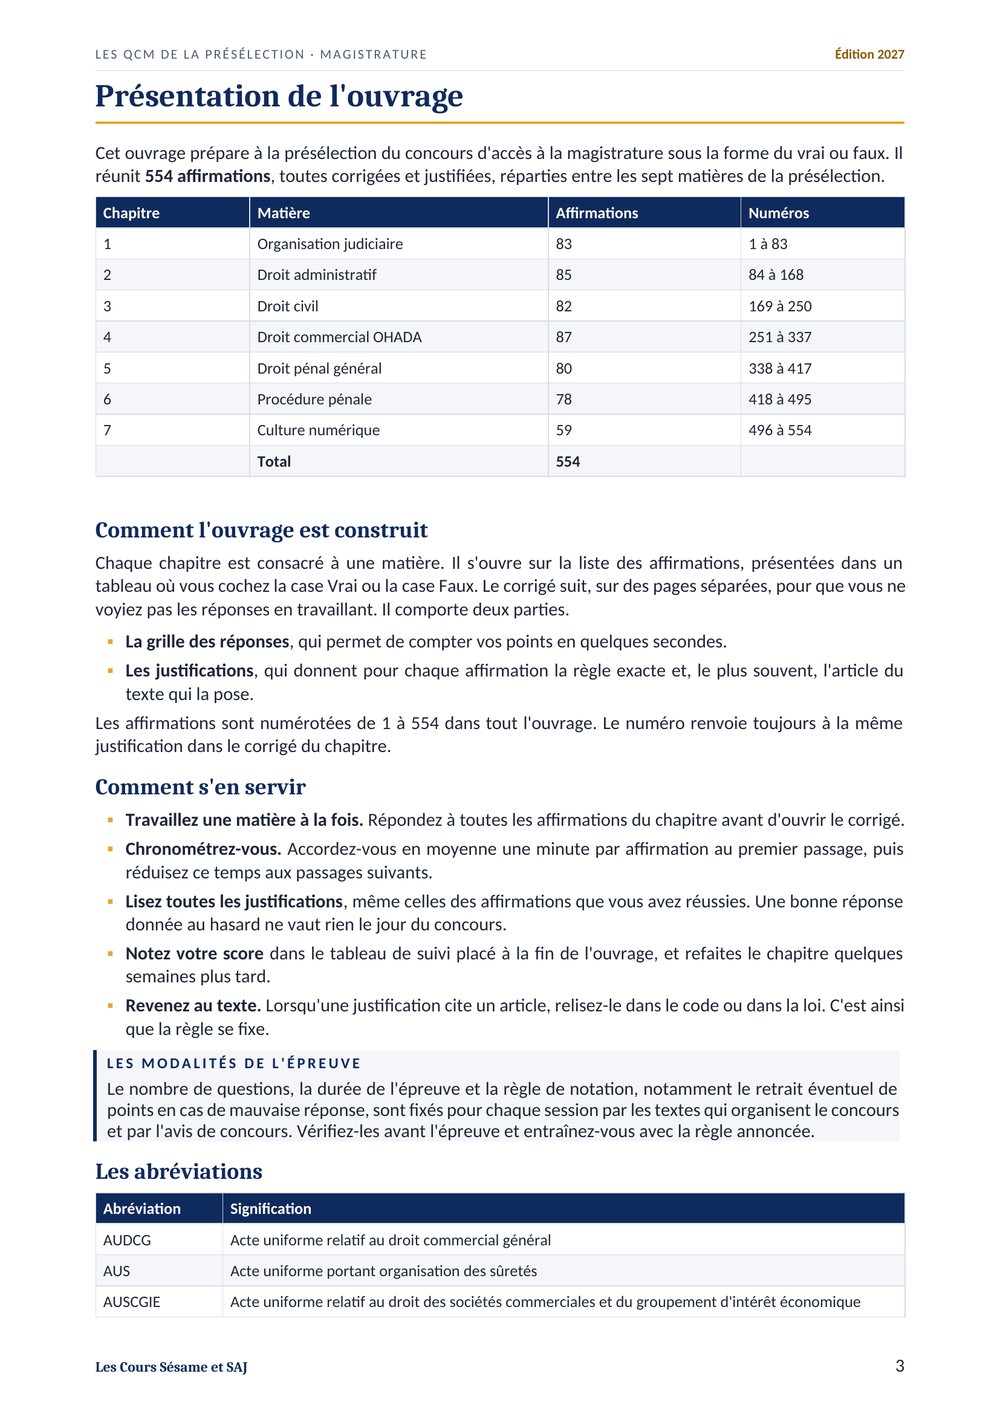 LES QCM DE LA PRÉSÉLECTION · MAGISTRATURE
Édition 2027
Présentation de l'ouvrage
Cet ouvrage prépare à la présélection du concours d'accès à la magistrature sous la forme du vrai ou faux. Il
réunit 554 affirmations, toutes corrigées et justifiées, réparties entre les sept matières de la présélection.
Chapitre Matière Affirmations Numéros
1 Organisation judiciaire 83 1 à 83
2 Droit administratif 85 84 à 168
3 Droit civil 82 169 à 250
4 Droit commercial OHADA 87 251 à 337
5 Droit pénal général 80 338 à 417
6 Procédure pénale 78 418 à 495
7 Culture numérique 59 496 à 554
Total 554
Comment l'ouvrage est construit
Chaque chapitre est consacré à une matière. Il s'ouvre sur la liste des affirmations, présentées dans un
tableau où vous cochez la case Vrai ou la case Faux. Le corrigé suit, sur des pages séparées, pour que vous ne
voyiez pas les réponses en travaillant. Il comporte deux parties.
▪ La grille des réponses, qui permet de compter vos points en quelques secondes.
▪ Les justifications, qui donnent pour chaque affirmation la règle exacte et, le plus souvent, l'article du
texte qui la pose.
Les affirmations sont numérotées de 1 à 554 dans tout l'ouvrage. Le numéro renvoie toujours à la même
justification dans le corrigé du chapitre.
Comment s'en servir
▪ Travaillez une matière à la fois. Répondez à toutes les affirmations du chapitre avant d'ouvrir le corrigé.
▪ Chronométrez-vous. Accordez-vous en moyenne une minute par affirmation au premier passage, puis
réduisez ce temps aux passages suivants.
▪ Lisez toutes les justifications, même celles des affirmations que vous avez réussies. Une bonne réponse
donnée au hasard ne vaut rien le jour du concours.
▪ Notez votre score dans le tableau de suivi placé à la fin de l'ouvrage, et refaites le chapitre quelques
semaines plus tard.
▪ Revenez au texte. Lorsqu'une justification cite un article, relisez-le dans le code ou dans la loi. C'est ainsi
que la règle se fixe.
LES MODALITÉS DE L'ÉPREUVE
Le nombre de questions, la durée de l'épreuve et la règle de notation, notamment le retrait éventuel de
points en cas de mauvaise réponse, sont fixés pour chaque session par les textes qui organisent le concours
et par l'avis de concours. Vérifiez-les avant l'épreuve et entraînez-vous avec la règle annoncée.
Les abréviations
Abréviation Signification
AUDCG Acte uniforme relatif au droit commercial général
AUS Acte uniforme portant organisation des sûretés
AUSCGIE Acte uniforme relatif au droit des sociétés commerciales et du groupement d'intérêt économique
Les Cours Sésame et SAJ
3